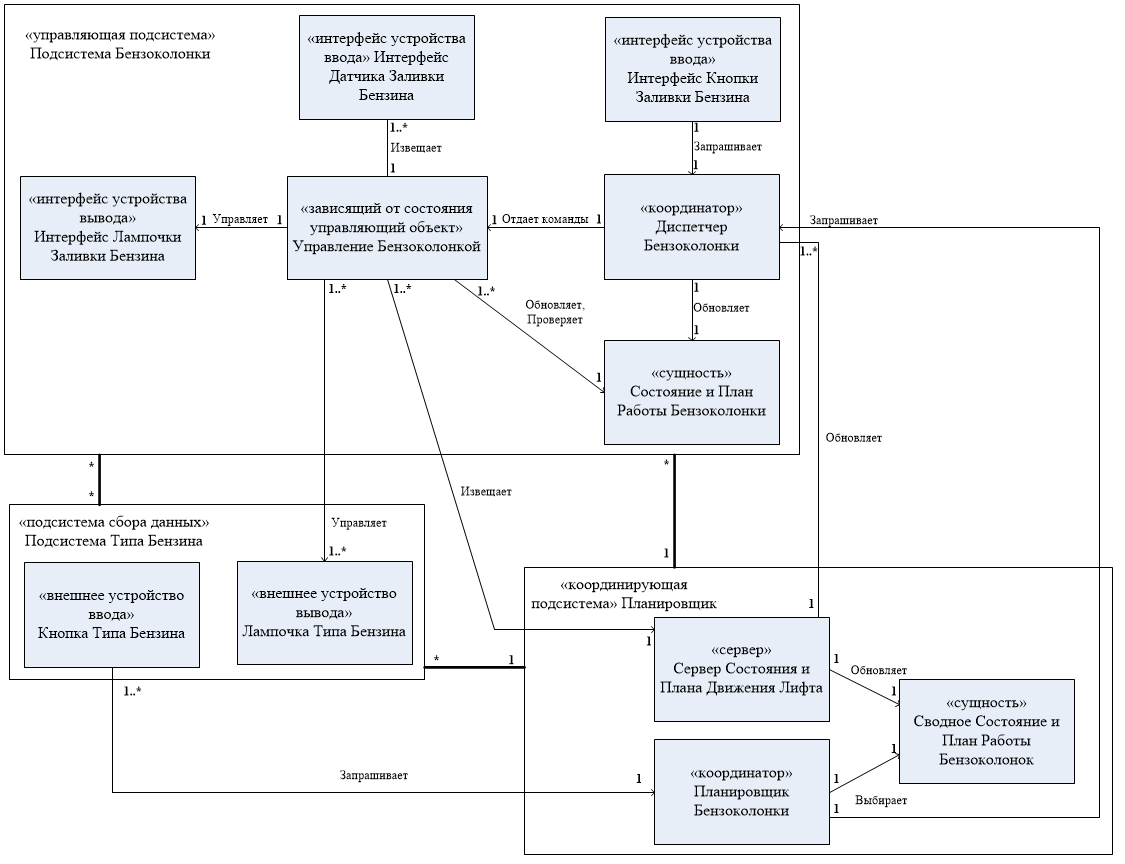 «управляющая подсистема»
Подсистема Бензоколонки
«интерфейс устройства
ввода» Интерфейс
Датчика Заливки
Бензина
«интерфейс устройства
ввода»
Интерфейс Кнопки
Заливки Бензина
1..*
Извещает
1
1
Запрашивает
1
«интерфейс устройства
вывода»
Интерфейс Лампочки
Заливки Бензина
1 Управляет 1
«зависящий от состояния
управляющий объект»
Управление Бензоколонкой
1 Отдает команды 1
«координатор»
Диспетчер
Бензоколонки
Запрашивает
1..*
1..*
1..*
1..*
Обновляет,
Проверяет
1
1
Обновляет
1
«сущность»
Состояние и План
Работы Бензоколонки
Обновляет
*
*
*
1
Извещает
«подсистема сбора данных»
Подсистема Типа Бензина
Управляет
1..*
«внешнее устройство
ввода»
Кнопка Типа Бензина
«внешнее устройство
вывода»
Лампочка Типа Бензина
* 1
1..*
Запрашивает
1
«координирующая
подсистема» Планировщик
1
1
«сервер»
Сервер Состояния и
Плана Движения Лифта
1
Обновляет
1
«сущность»
Сводное Состояние и
План Работы
Бензоколонок
1
«координатор»
Планировщик
Бензоколонки
1
Выбирает
1